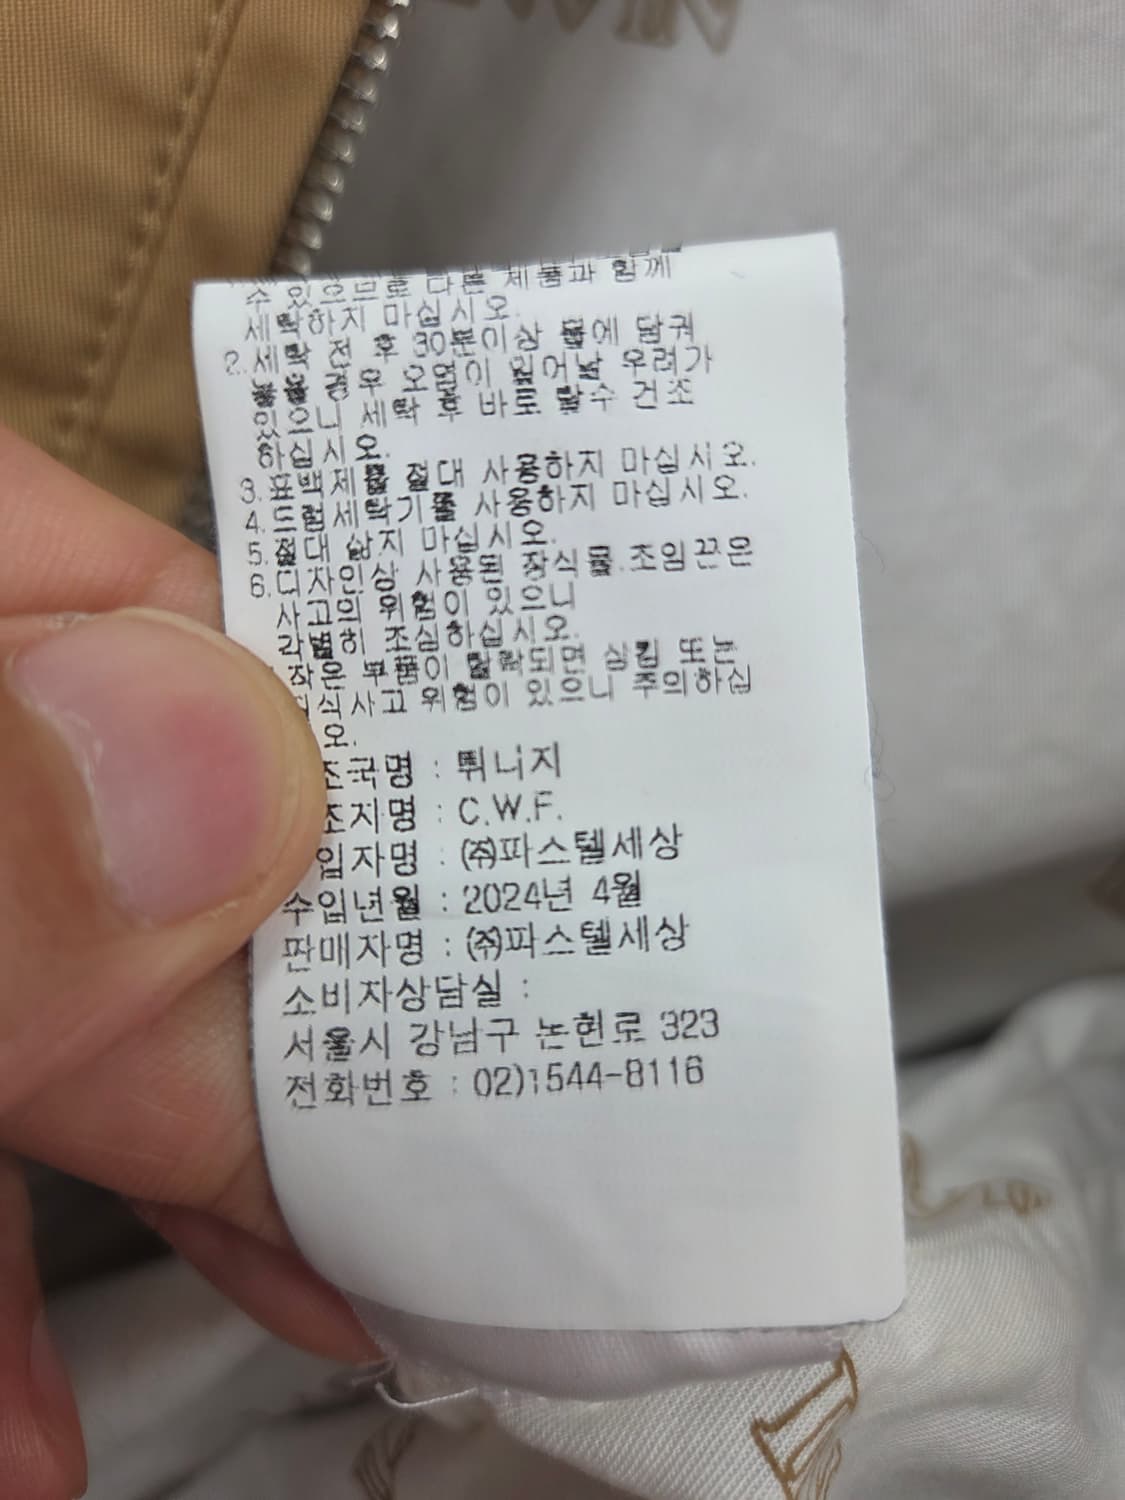 수 있으므로 다른 제품과 함께
세탁하지 마십시오.
2.세탁 전 후 30분이상 물에 담궈
놓을 경우 오염이 일어날 우려가
있으니 세탁 후 바로 탈수 건조
하십시오.
3.표백제를 절대 사용하지 마십시오.
4.드럼세탁기를 사용하지 마십시오.
5.절대 삶지 마십시오.
6.디자인상 사용된 장식물.조임끈은
사고의 위험이 있으니
각별히 조심하십시오.
작은 부품이 탈락되면 삼킴 또는
식사고 위험이 있으니 주의하십
오.
조국명 : 튀니지
조자명 : C.W.F.
입자명 : ㈜파스텔세상
수입년월 : 2024년 4월
판매자명 : ㈜파스텔세상
소비자상담실 :
서울시 강남구 논현로 323
전화번호 : 02)1544-8116